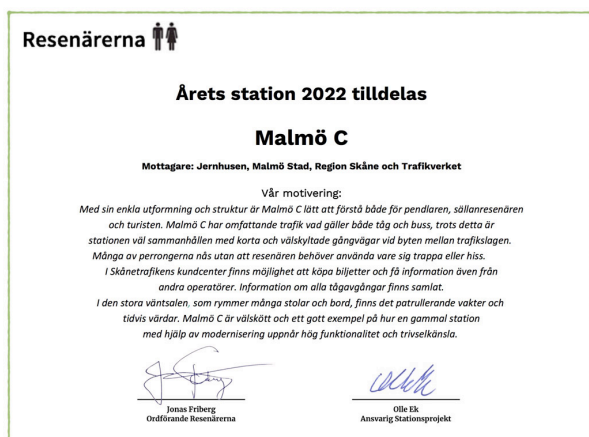 Resenärerna
Årets station 2022 tilldelas
Malmö C
Mottagare: Jernhusen, Malmö Stad, Region Skåne och Trafikverket
Vår motivering:
Med sin enkla utformning och struktur är Malmö C lätt att förstå både för pendlaren, sällanresenären
och turisten. Malmö C har omfattande trafik vad gäller både tåg och buss, trots detta är
stationen väl sammanhållen med korta och välskyltade gångvägar vid byten mellan trafikslagen.
Många av perrongerna nås utan att resenären behöver använda vare sig trappa eller hiss.
I Skånetrafikens kundcenter finns möjlighet att köpa biljetter och få information även från
andra operatörer. Information om alla tågavgångar finns samlat.
I den stora väntsalen, som rymmer många stolar och bord, finns det patrullerande vakter och
tidvis värdar. Malmö C är välskött och ett gott exempel på hur en gammal station
med hjälp av modernisering uppnår hög funktionalitet och trivselkänsla.
Jonas Friberg
Ordförande Resenärerna
Olle Ek
Ansvarig Stationsprojekt